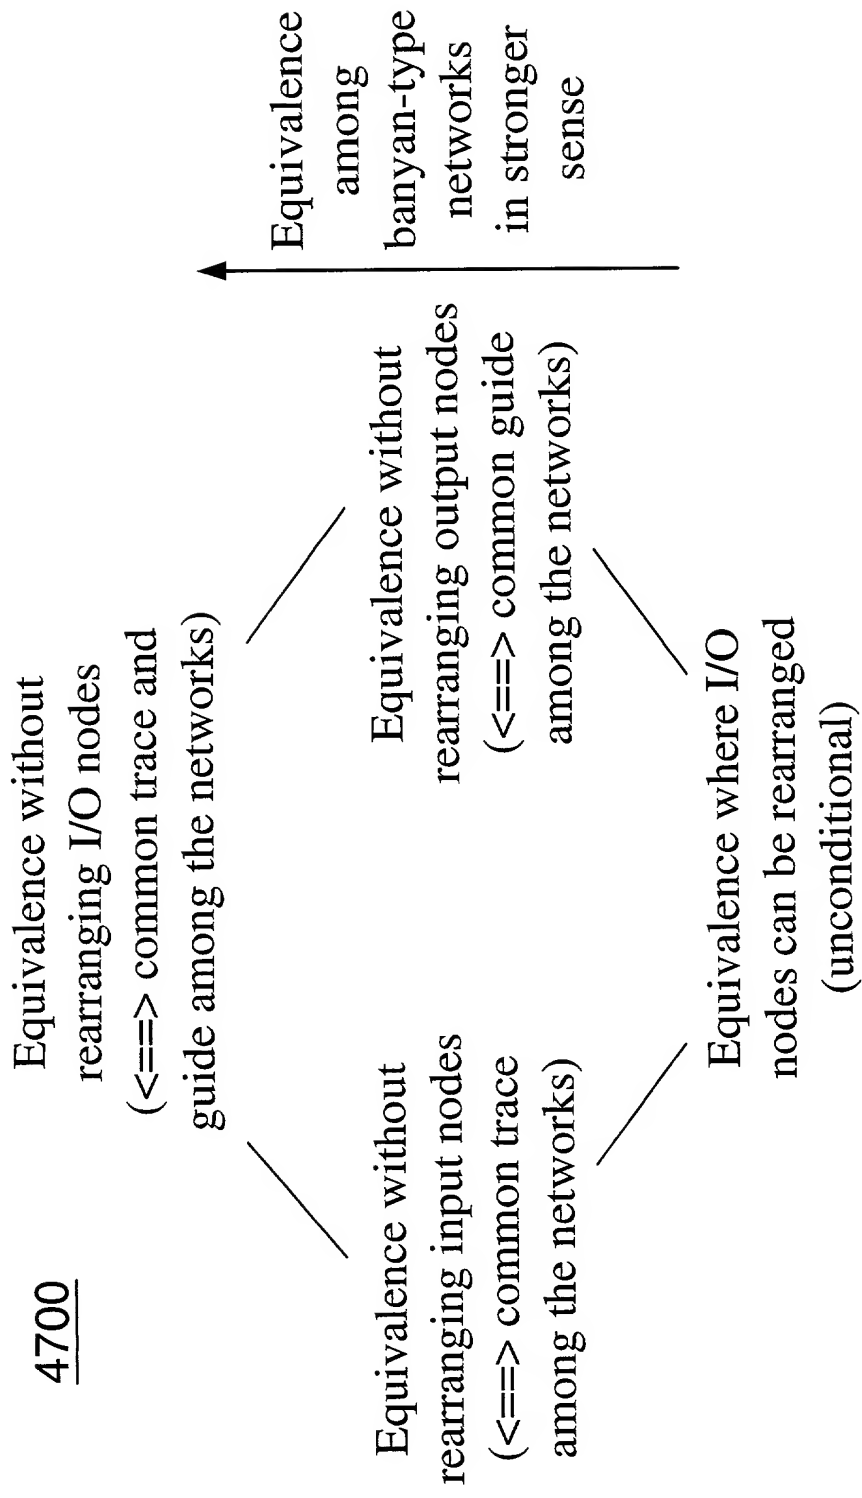 4700
Equivalence without
rearranging I/O nodes
(<==> common trace and
guide among the networks)
Equivalence without
rearranging input nodes
(<==> common trace
among the networks)
Equivalence without
rearranging output nodes
(<==> common guide
among the networks)
Equivalence where I/O
nodes can be rearranged
(unconditional)
Equivalence
among
banyan-type
networks
in stronger
sense